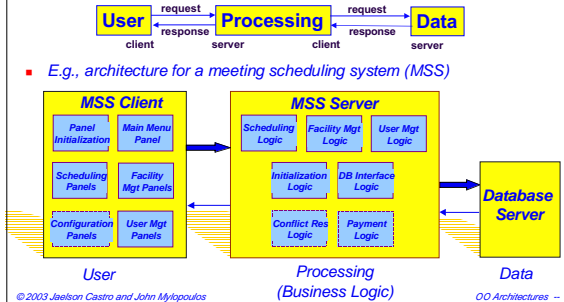 request request
User Processing Data
response response
client server client server
E.g., architecture for a meeting scheduling system (MSS)
MSS Client
Panel
Initialization
Main Menu
Panel
Scheduling
Panels
Facility
Mgt Panels
Configuration
Panels
User Mgt
Panels
MSS Server
Scheduling
Logic
Facility Mgt
Logic
User Mgt
Logic
Initialization
Logic
DB Interface
Logic
Conflict Res
Logic
Payment
Logic
Database
Server
User
Processing
(Business Logic)
Data
© 2003 Jaelson Castro and John Mylopoulos
OO Architectures --